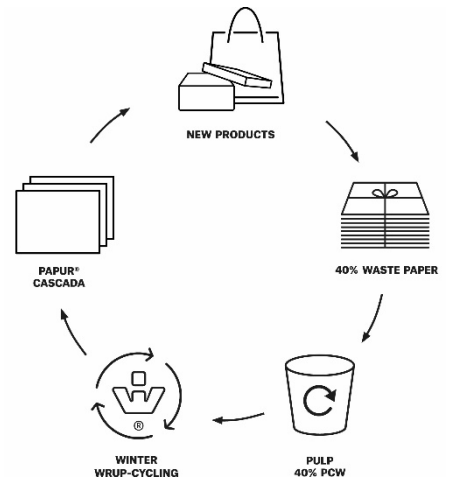 NEW PRODUCTS
40% WASTE PAPER
PULP
40% PCW
®
WINTER
WRUP-CYCLING
PAPUR®
CASCADA